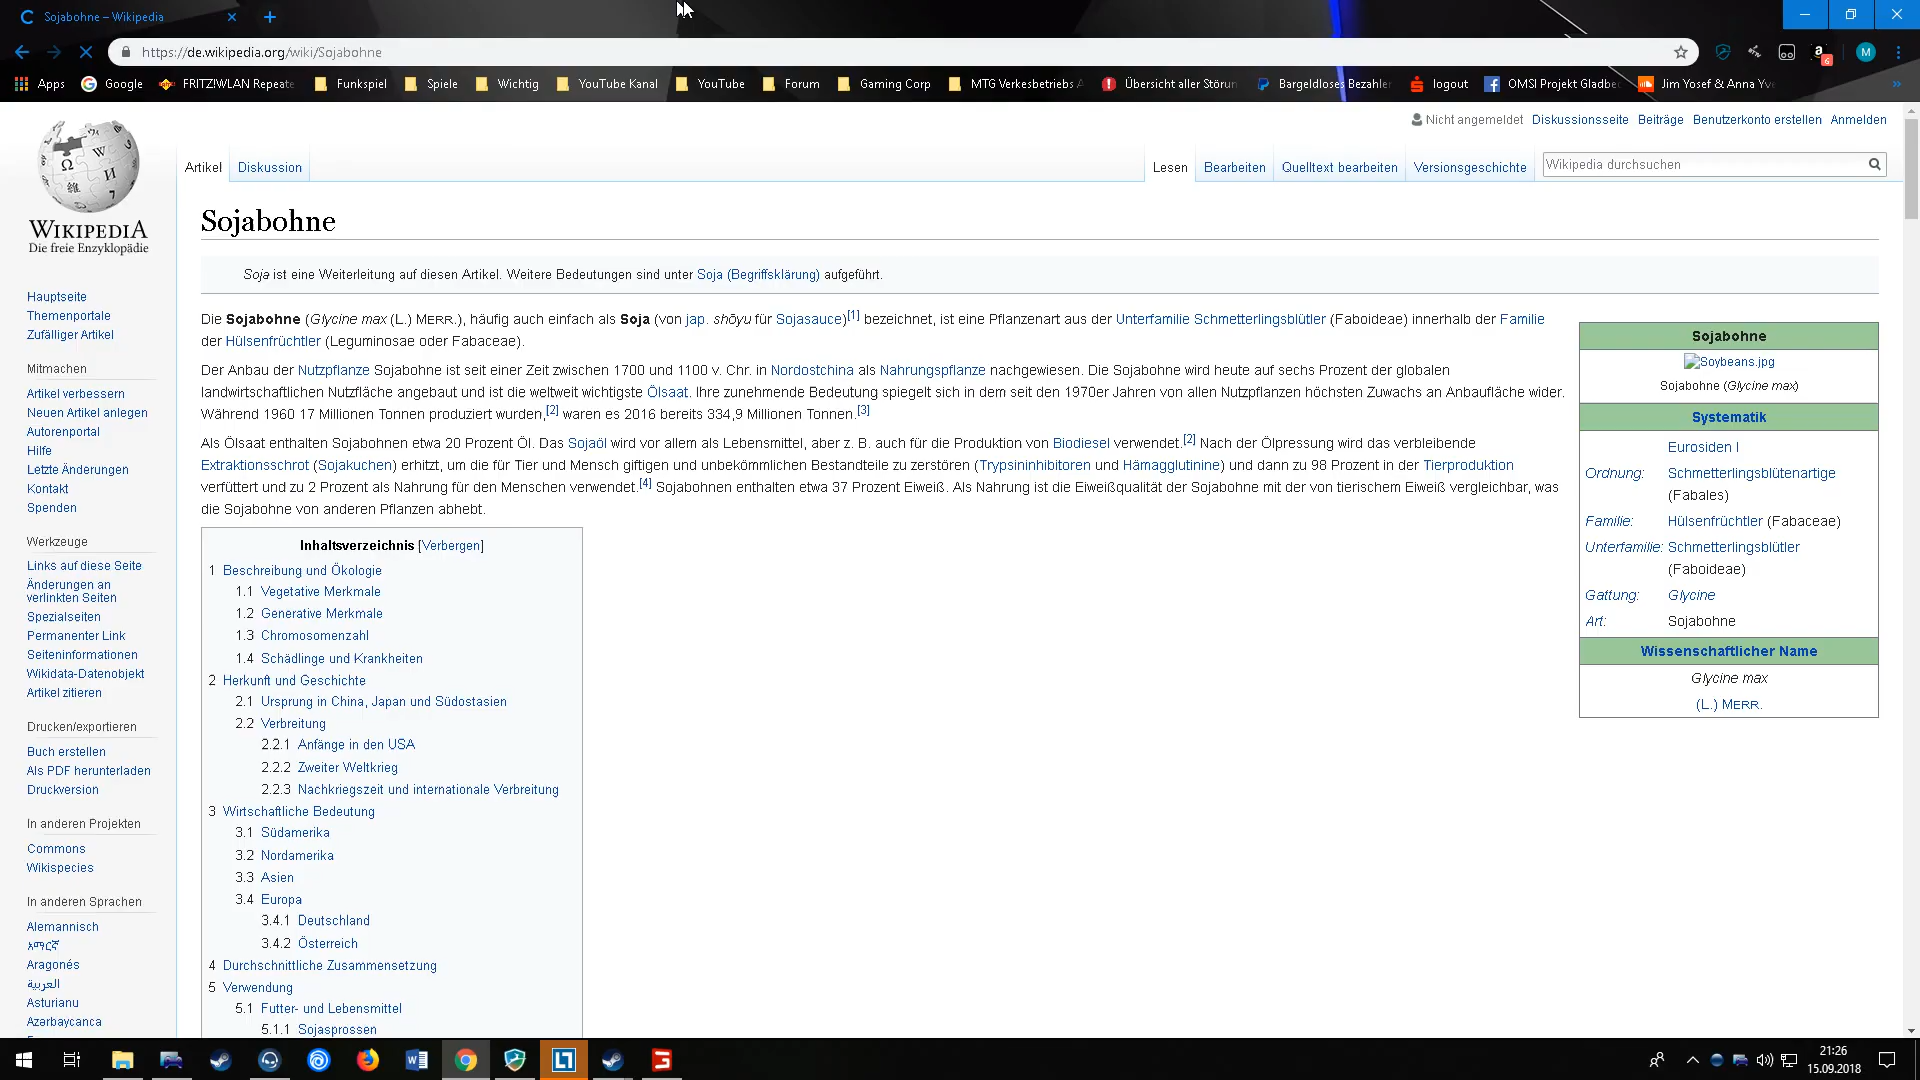 Sojabohne – Wikipedia
https://de.wikipedia.org/wiki/Sojabohne
Apps Google FRITZ!WLAN Repeate Funkspiel Spiele Wichtig YouTube Kanal YouTube Forum Gaming Corp MTG Verkesbetriebs A Übersicht aller Störun Bargeldloses Bezahler logout OMSI Projekt Gladbe Jim Yosef & Anna Yve
Nicht angemeldet Diskussionsseite Beiträge Benutzerkonto erstellen Anmelden
Artikel Diskussion Lesen Bearbeiten Quelltext bearbeiten Versionsgeschichte Wikipedia durchsuchen
WIKIPEDIA
Die freie Enzyklopädie
Hauptseite
Themenportale
Zufälliger Artikel
Mitmachen
Artikel verbessern
Neuen Artikel anlegen
Autorenportal
Hilfe
Letzte Änderungen
Kontakt
Spenden
Werkzeuge
Links auf diese Seite
Änderungen an
verlinkten Seiten
Spezialseiten
Permanenter Link
Seiteninformationen
Wikidata-Datenobjekt
Artikel zitieren
Drucken/exportieren
Buch erstellen
Als PDF herunterladen
Druckversion
In anderen Projekten
Commons
Wikispecies
In anderen Sprachen
Alemannisch
አማርኛ
Aragonés
العربية
Asturianu
Azərbaycanca
Sojabohne
Soja ist eine Weiterleitung auf diesen Artikel. Weitere Bedeutungen sind unter Soja (Begriffsklärung) aufgeführt.
Die Sojabohne (Glycine max (L.) MERR.), häufig auch einfach als Soja (von jap. shōyu für Sojasauce)[1] bezeichnet, ist eine Pflanzenart aus der Unterfamilie Schmetterlingsblütler (Faboideae) innerhalb der Familie
der Hülsenfrüchtler (Leguminosae oder Fabaceae).
Der Anbau der Nutzpflanze Sojabohne ist seit einer Zeit zwischen 1700 und 1100 v. Chr. in Nordostchina als Nahrungspflanze nachgewiesen. Die Sojabohne wird heute auf sechs Prozent der globalen
landwirtschaftlichen Nutzfläche angebaut und ist die weltweit wichtigste Ölsaat. Ihre zunehmende Bedeutung spiegelt sich in dem seit den 1970er Jahren von allen Nutzpflanzen höchsten Zuwachs an Anbaufläche wider.
Während 1960 17 Millionen Tonnen produziert wurden,[2] waren es 2016 bereits 334,9 Millionen Tonnen.[3]
Als Ölsaat enthalten Sojabohnen etwa 20 Prozent Öl. Das Sojaöl wird vor allem als Lebensmittel, aber z. B. auch für die Produktion von Biodiesel verwendet.[2] Nach der Ölpressung wird das verbleibende
Extraktionsschrot (Sojakuchen) erhitzt, um die für Tier und Mensch giftigen und unbekömmlichen Bestandteile zu zerstören (Trypsininhibitoren und Hämagglutinine) und dann zu 98 Prozent in der Tierproduktion
verfüttert und zu 2 Prozent als Nahrung für den Menschen verwendet.[4] Sojabohnen enthalten etwa 37 Prozent Eiweiß. Als Nahrung ist die Eiweißqualität der Sojabohne mit der von tierischem Eiweiß vergleichbar, was
die Sojabohne von anderen Pflanzen abhebt.
Inhaltsverzeichnis [Verbergen]
1 Beschreibung und Ökologie
1.1 Vegetative Merkmale
1.2 Generative Merkmale
1.3 Chromosomenzahl
1.4 Schädlinge und Krankheiten
2 Herkunft und Geschichte
2.1 Ursprung in China, Japan und Südostasien
2.2 Verbreitung
2.2.1 Anfänge in den USA
2.2.2 Zweiter Weltkrieg
2.2.3 Nachkriegszeit und internationale Verbreitung
3 Wirtschaftliche Bedeutung
3.1 Südamerika
3.2 Nordamerika
3.3 Asien
3.4 Europa
3.4.1 Deutschland
3.4.2 Österreich
4 Durchschnittliche Zusammensetzung
5 Verwendung
5.1 Futter- und Lebensmittel
5.1.1 Sojasprossen
Sojabohne
Soybeans.jpg
Sojabohne (Glycine max)
Systematik
Eurosiden I
Ordnung: Schmetterlingsblütenartige
(Fabales)
Familie: Hülsenfrüchtler (Fabaceae)
Unterfamilie: Schmetterlingsblütler
(Faboideae)
Gattung: Glycine
Art: Sojabohne
Wissenschaftlicher Name
Glycine max
(L.) MERR.
21:26
15.09.2018